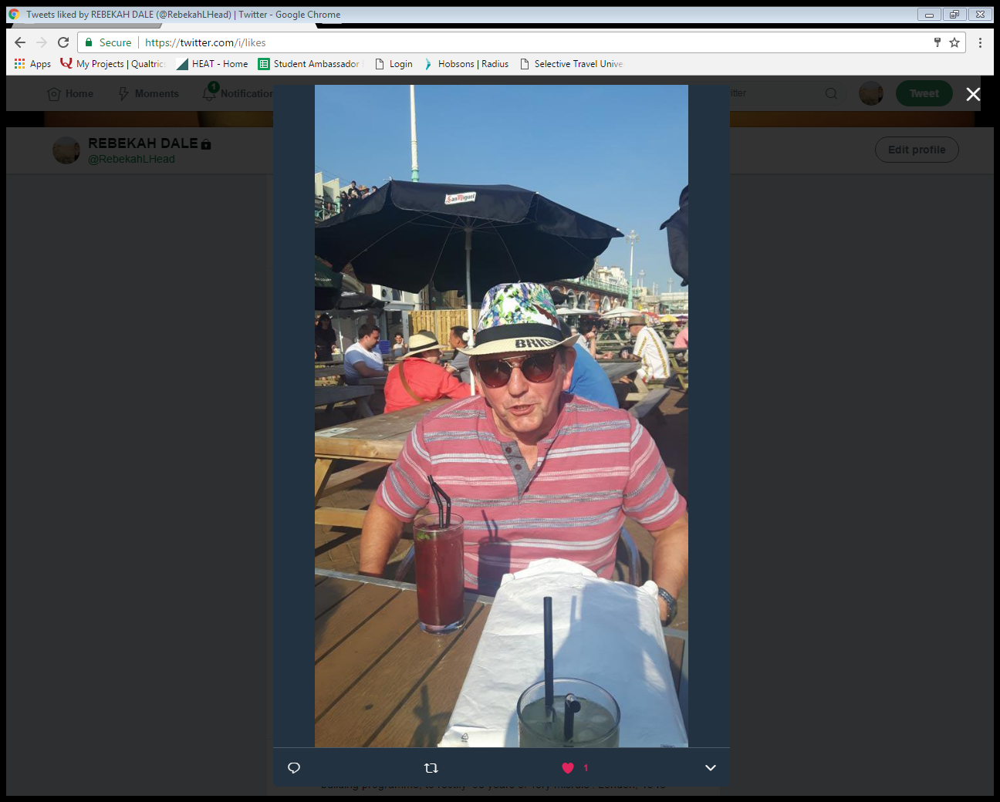 Tweets liked by REBEKAH DALE (@RebekahLHead) | Twitter - Google Chrome
Secure https://twitter.com/i/likes
Apps My Projects | Qualtric HEAT - Home Student Ambassador Login Hobsons | Radius Selective Travel Unive
Home Moments 1 Notification itter Tweet
REBEKAH DALE
@RebekahLHead
Edit profile
San Miguel
BRIG
1